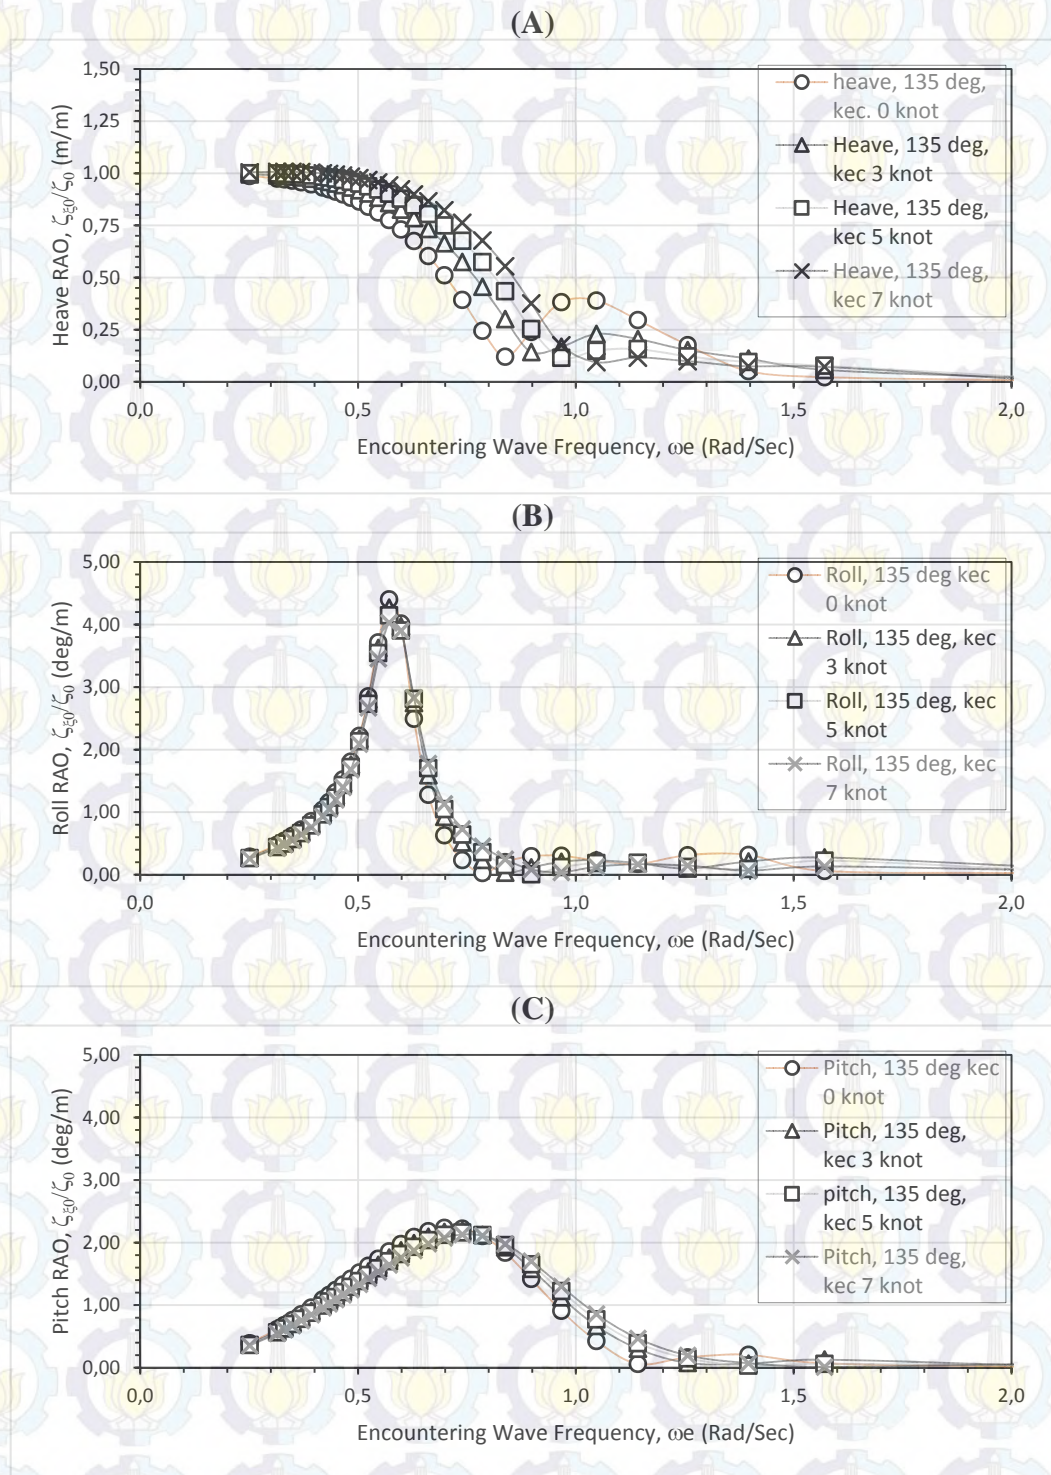 (A)
1,50
1,25
1,00
0,75
0,50
0,25
0,00
Heave RAO, ζξ0/ζ0 (m/m)
heave, 135 deg,
kec. 0 knot
Heave, 135 deg,
kec 3 knot
Heave, 135 deg,
kec 5 knot
Heave, 135 deg,
kec 7 knot
0,0 0,5 1,0 1,5 2,0
Encountering Wave Frequency, ωe (Rad/Sec)
(B)
5,00
4,00
3,00
2,00
1,00
0,00
Roll RAO, ζξ0/ζ0 (deg/m)
Roll, 135 deg kec
0 knot
Roll, 135 deg, kec
3 knot
Roll, 135 deg, kec
5 knot
Roll, 135 deg, kec
7 knot
0,0 0,5 1,0 1,5 2,0
Encountering Wave Frequency, ωe (Rad/Sec)
(C)
5,00
4,00
3,00
2,00
1,00
0,00
Pitch RAO, ζξ0/ζ0 (deg/m)
Pitch, 135 deg kec
0 knot
Pitch, 135 deg,
kec 3 knot
pitch, 135 deg,
kec 5 knot
Pitch, 135 deg,
kec 7 knot
0,0 0,5 1,0 1,5 2,0
Encountering Wave Frequency, ωe (Rad/Sec)